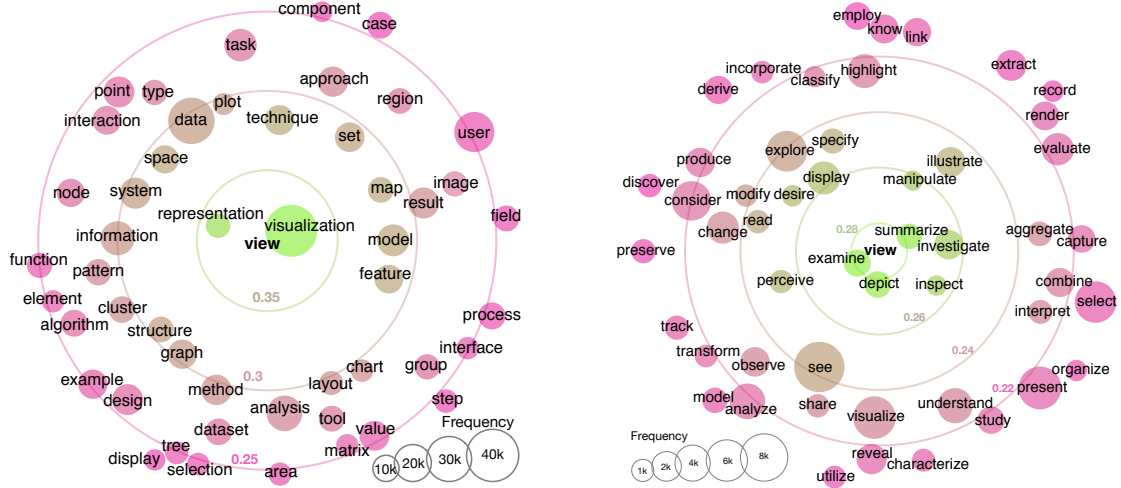 component
case
task
approach
point
type
plot
region
interaction
data
technique
set
user
space
map
image
node
system
result
representation
visualization
field
information
view
model
function
pattern
feature
element
0.35
cluster
algorithm
structure
process
graph
interface
chart
group
0.3
example
method
layout
design
analysis
tool
step
dataset
value
Frequency
tree
matrix
display
selection
0.25
area
10k
20k
30k
40k
employ
know
link
incorporate
classify
highlight
extract
derive
record
render
explore
specify
evaluate
produce
illustrate
display
manipulate
discover
modify
desire
consider
read
change
0.28
summarize
aggregate
capture
preserve
view
investigate
examine
perceive
depict
inspect
combine
select
interpret
0.26
track
transform
observe
see
0.24
organize
0.22
present
model
analyze
share
visualize
understand
study
Frequency
reveal
characterize
utilize
1k
2k
4k
6k
8k